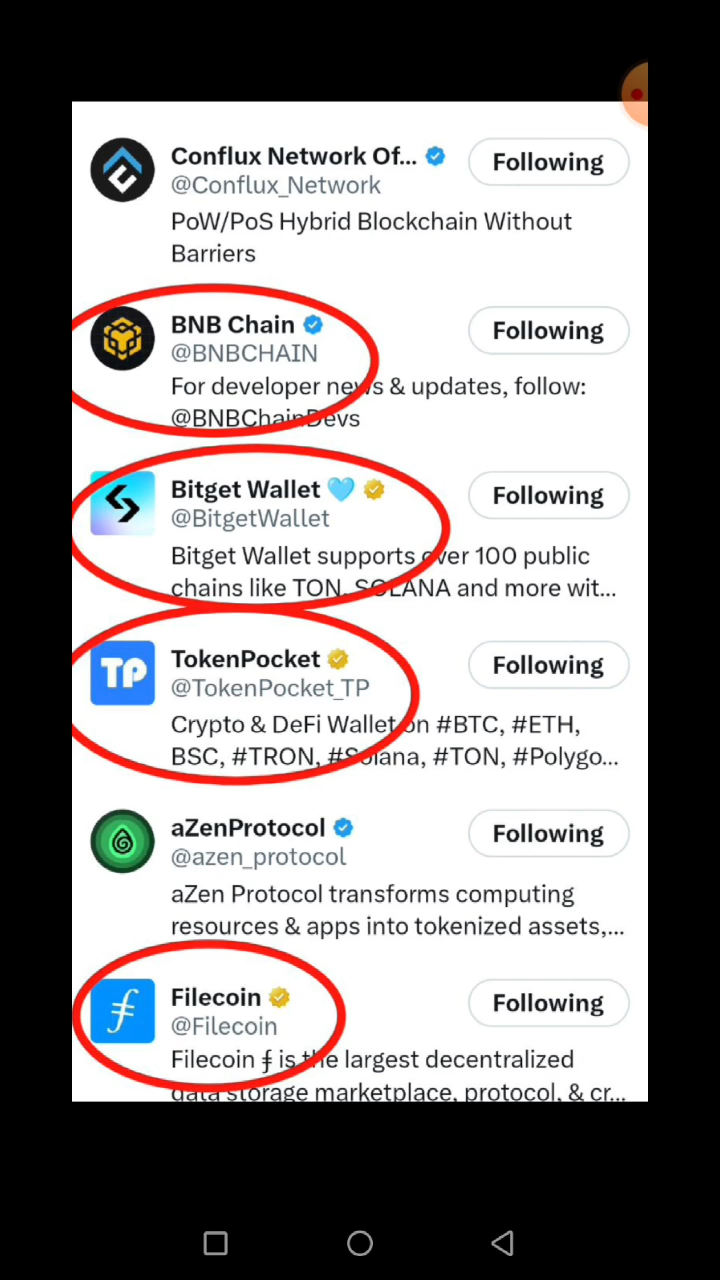 Conflux Network Of...
Following
@Conflux_Network
PoW/PoS Hybrid Blockchain Without
Barriers
BNB Chain
Following
@BNBCHAIN
For developer news & updates, follow:
@BNBChainDevs
Bitget Wallet 🩵
Following
@BitgetWallet
Bitget Wallet supports over 100 public
chains like TON, SOLANA and more wit...
TP
TokenPocket
Following
@TokenPocket_TP
Crypto & DeFi Wallet on #BTC, #ETH,
BSC, #TRON, #Solana, #TON, #Polygo...
aZenProtocol
Following
@azen_protocol
aZen Protocol transforms computing
resources & apps into tokenized assets,...
Filecoin
Following
@Filecoin
Filecoin ⨎ is the largest decentralized
data storage marketplace, protocol, & cr...